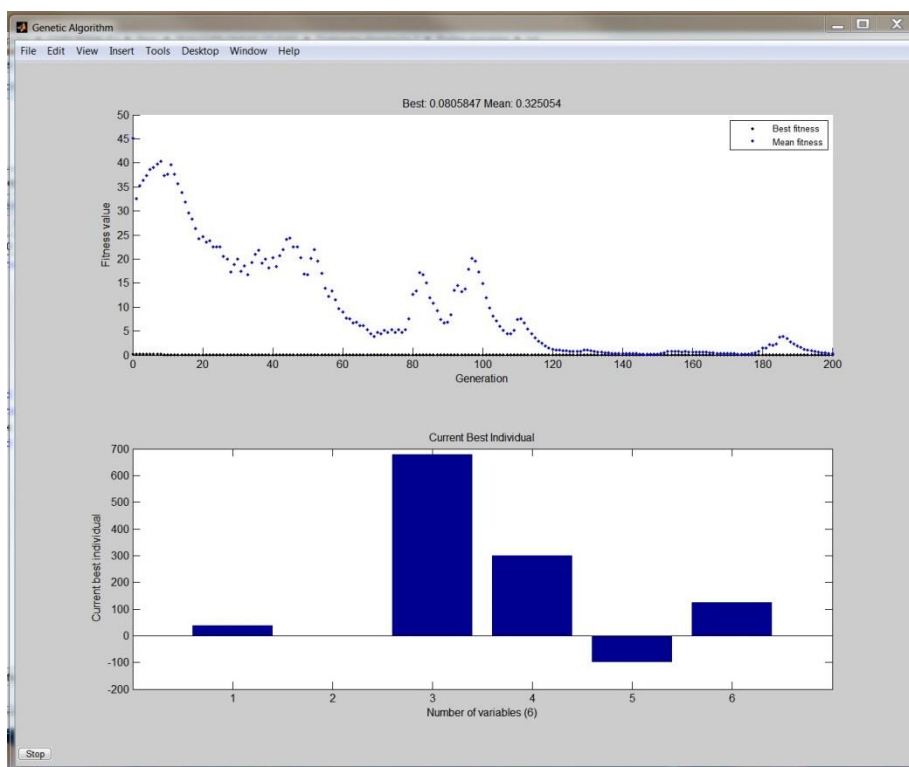 Genetic Algorithm
File Edit View Insert Tools Desktop Window Help
Best: 0.0805847 Mean: 0.325054
50
45
40
35
30
25
20
15
10
5
0
Fitness value
Best fitness
Mean fitness
0 20 40 60 80 100 120 140 160 180 200
Generation
Current Best Individual
700
600
500
400
300
200
100
0
-100
-200
Current best individual
1 2 3 4 5 6
Number of variables (6)
Stop